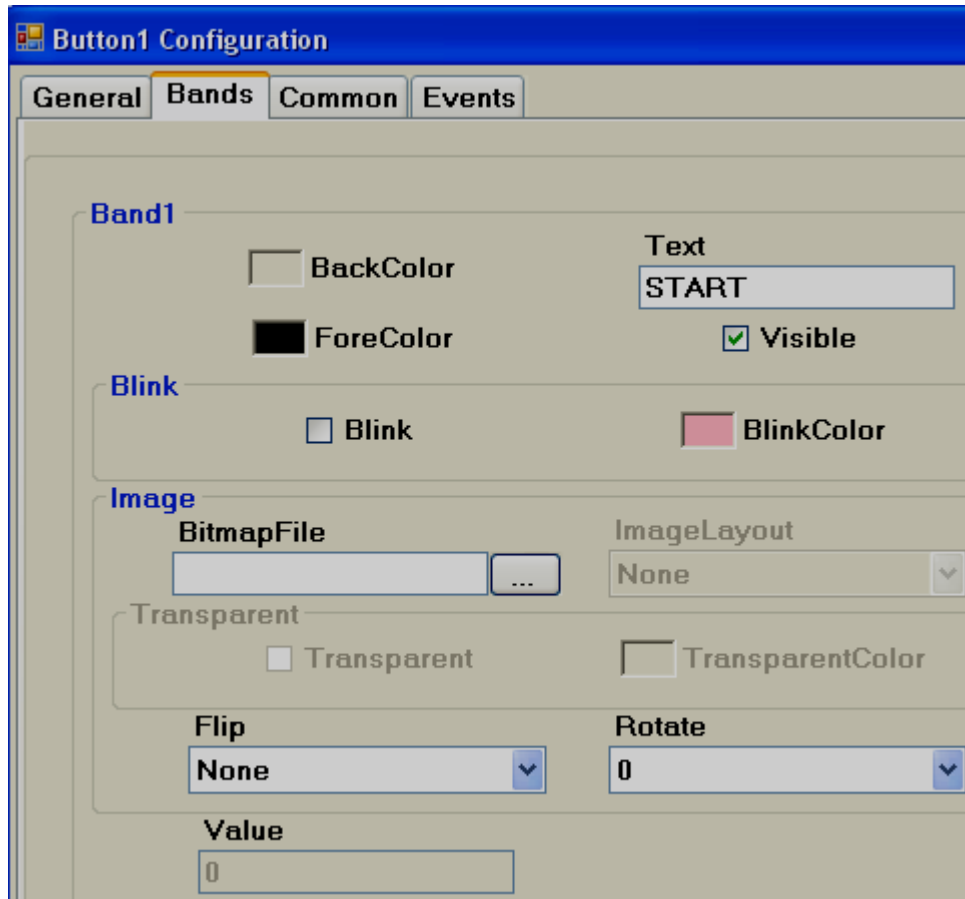 Button1 Configuration
General Bands Common Events
Band1
BackColor
Text
START
ForeColor
Visible
Blink
Blink
BlinkColor
Image
BitmapFile
ImageLayout
...
None
Transparent
Transparent
TransparentColor
Flip
Rotate
None
0
Value
0